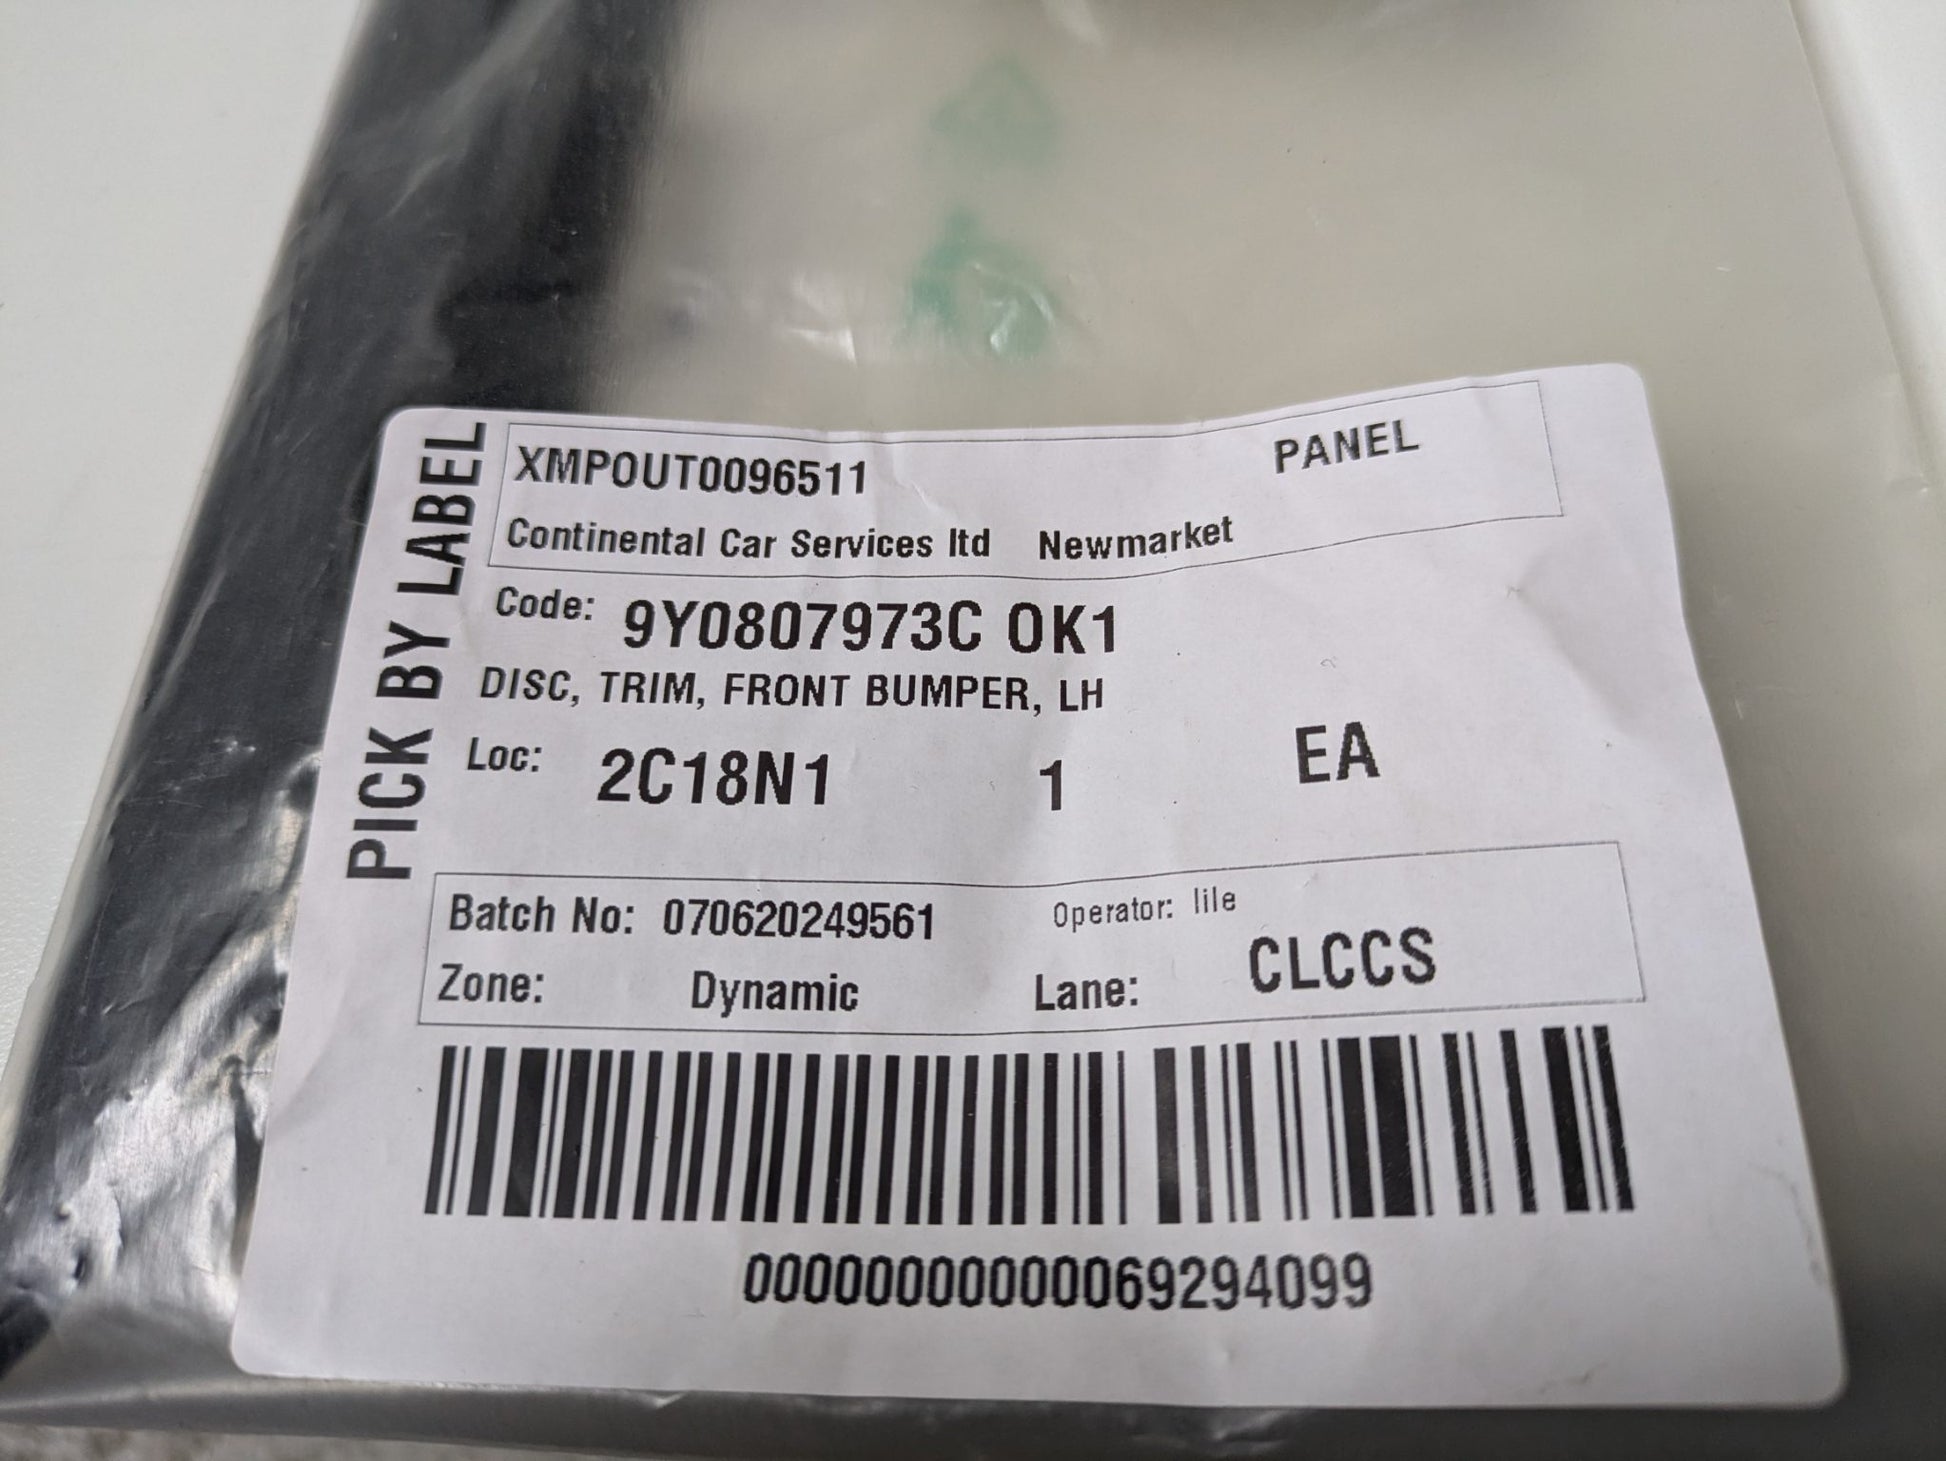 PICK BY LABEL
XMPOUT0096511 PANEL
Continental Car Services ltd Newmarket
Code: 9Y0807973C OK1
DISC, TRIM, FRONT BUMPER, LH
Loc: 2C18N1 1 EA
Batch No: 070620249561 Operator: lile
Zone: Dynamic Lane: CLCCS
00000000000069294099